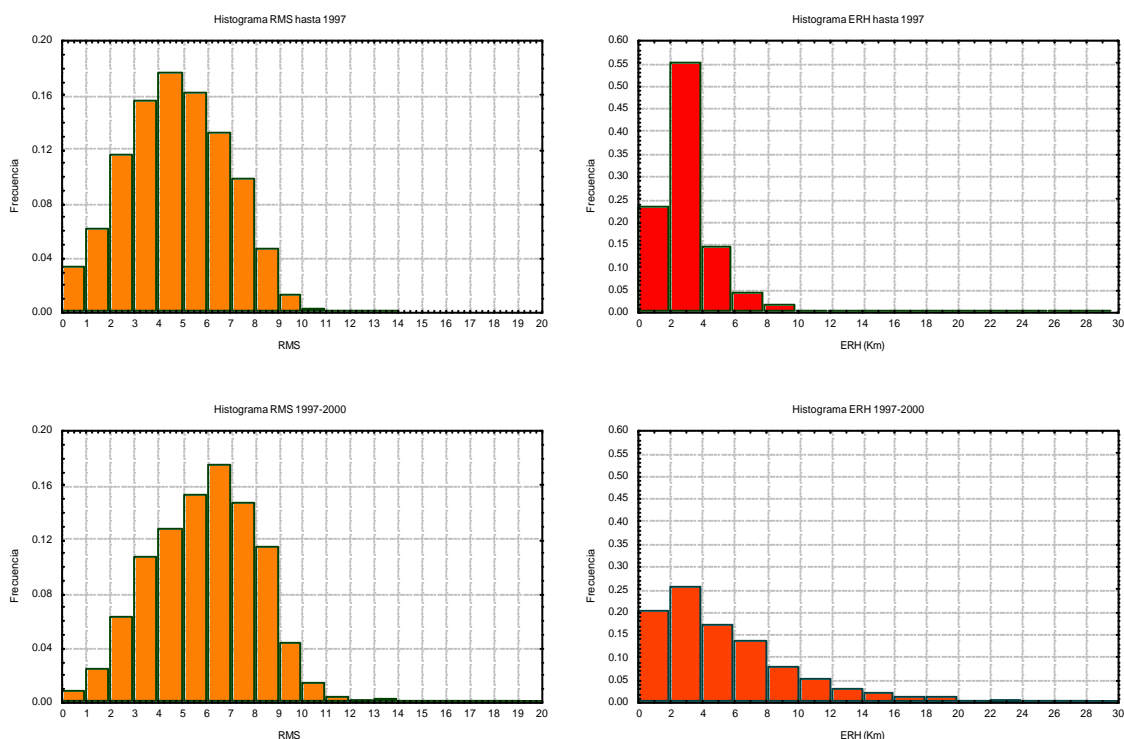 Histograma RMS hasta 1997
0.20
0.16
0.12
0.08
0.04
0.00
Frecuencia
0 1 2 3 4 5 6 7 8 9 10 11 12 13 14 15 16 17 18 19 20
RMS
Histograma ERH hasta 1997
0.60
0.55
0.50
0.45
0.40
0.35
0.30
0.25
0.20
0.15
0.10
0.05
0.00
Frecuencia
0 2 4 6 8 10 12 14 16 18 20 22 24 26 28 30
ERH (Km)
Histograma RMS 1997-2000
0.20
0.16
0.12
0.08
0.04
0.00
Frecuencia
0 1 2 3 4 5 6 7 8 9 10 11 12 13 14 15 16 17 18 19 20
RMS
Histograma ERH 1997-2000
0.60
0.55
0.50
0.45
0.40
0.35
0.30
0.25
0.20
0.15
0.10
0.05
0.00
Frecuencia
0 2 4 6 8 10 12 14 16 18 20 22 24 26 28 30
ERH (Km)